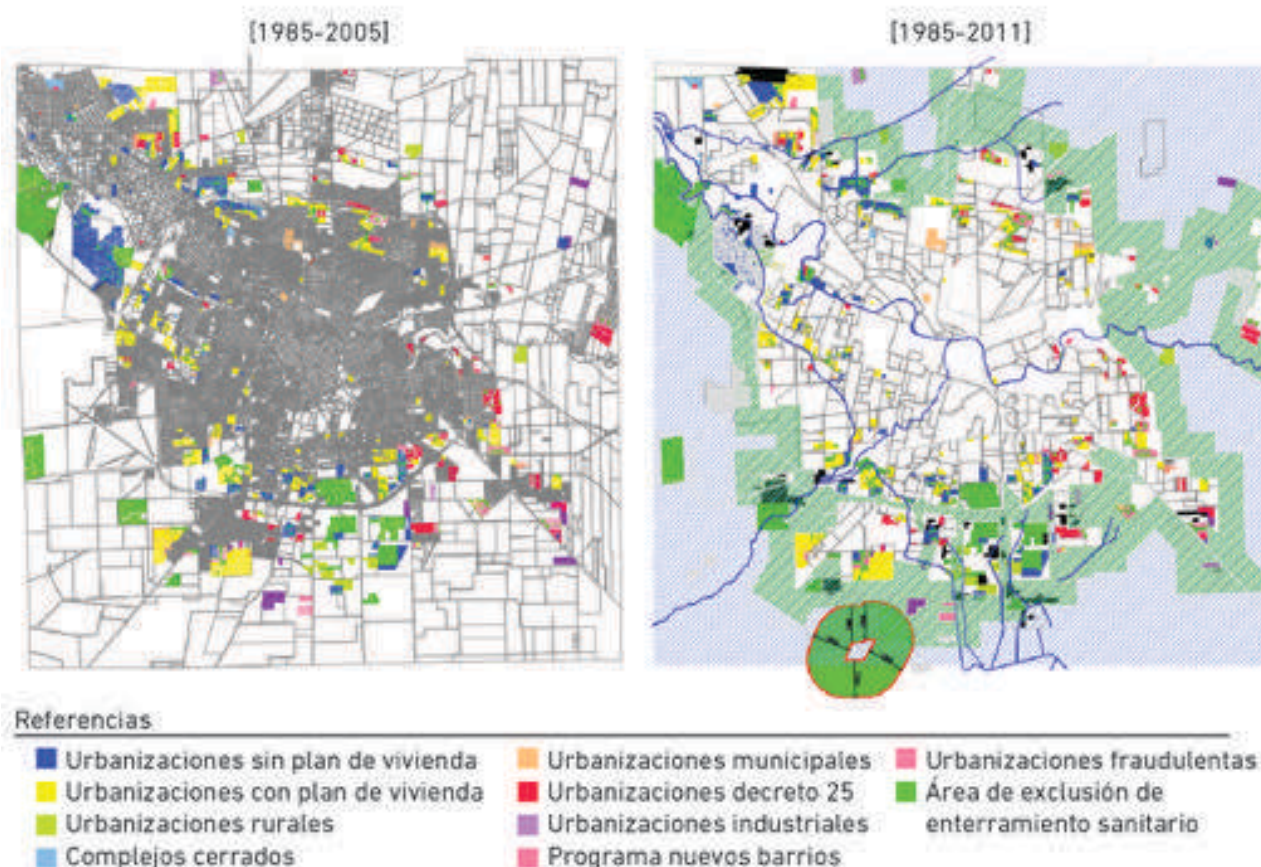 [1985-2005]
[1985-2011]
Referencias
Urbanizaciones sin plan de vivienda
Urbanizaciones con plan de vivienda
Urbanizaciones rurales
Complejos cerrados
Urbanizaciones municipales
Urbanizaciones decreto 25
Urbanizaciones industriales
Programa nuevos barrios
Urbanizaciones fraudulentas
Área de exclusión de
enterramiento sanitario